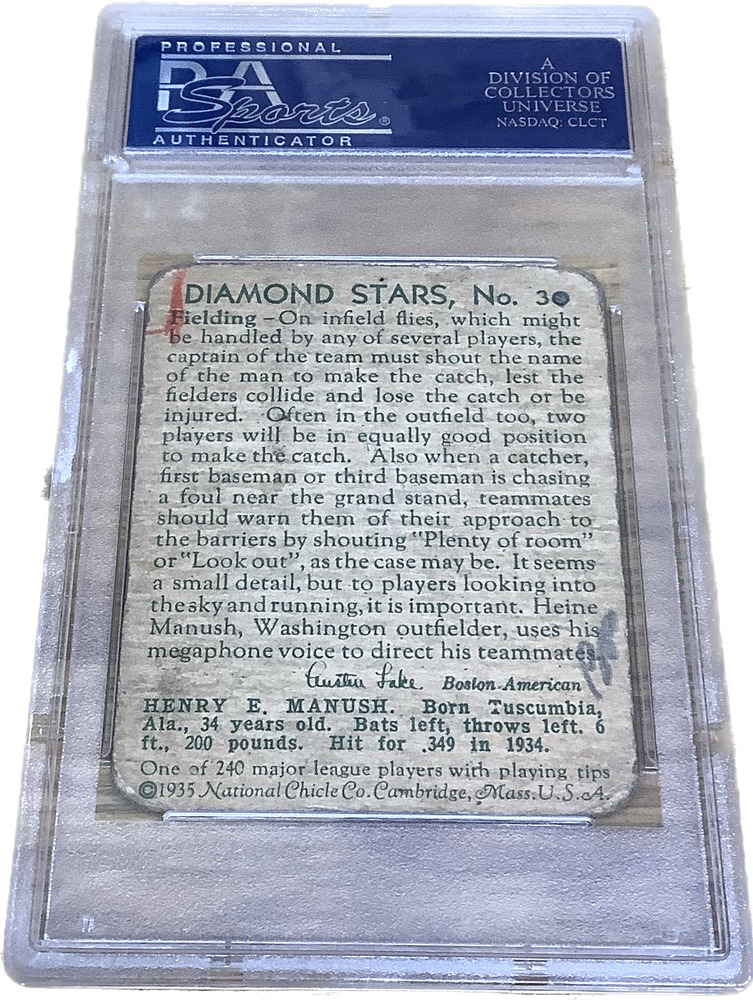 PROFESSIONAL
PSA
Sports®
AUTHENTICATOR
A
DIVISION OF
COLLECTORS
UNIVERSE
NASDAQ: CLCT
DIAMOND STARS, No. 30
Fielding – On infield flies, which might
be handled by any of several players, the
captain of the team must shout the name
of the man to make the catch, lest the
fielders collide and lose the catch or be
injured. Often in the outfield too, two
players will be in equally good position
to make the catch. Also when a catcher,
first baseman or third baseman is chasing
a foul near the grand stand, teammates
should warn them of their approach to
the barriers by shouting "Plenty of room"
or "Look out", as the case may be. It seems
a small detail, but to players looking into
the sky and running, it is important. Heine
Manush, Washington outfielder, uses his
megaphone voice to direct his teammates.
Austen Lake Boston-American
HENRY E. MANUSH. Born Tuscumbia,
Ala., 34 years old. Bats left, throws left. 6
ft., 200 pounds. Hit for .349 in 1934.
One of 240 major league players with playing tips
©1935 National Chicle Co. Cambridge, Mass. U.S.A.